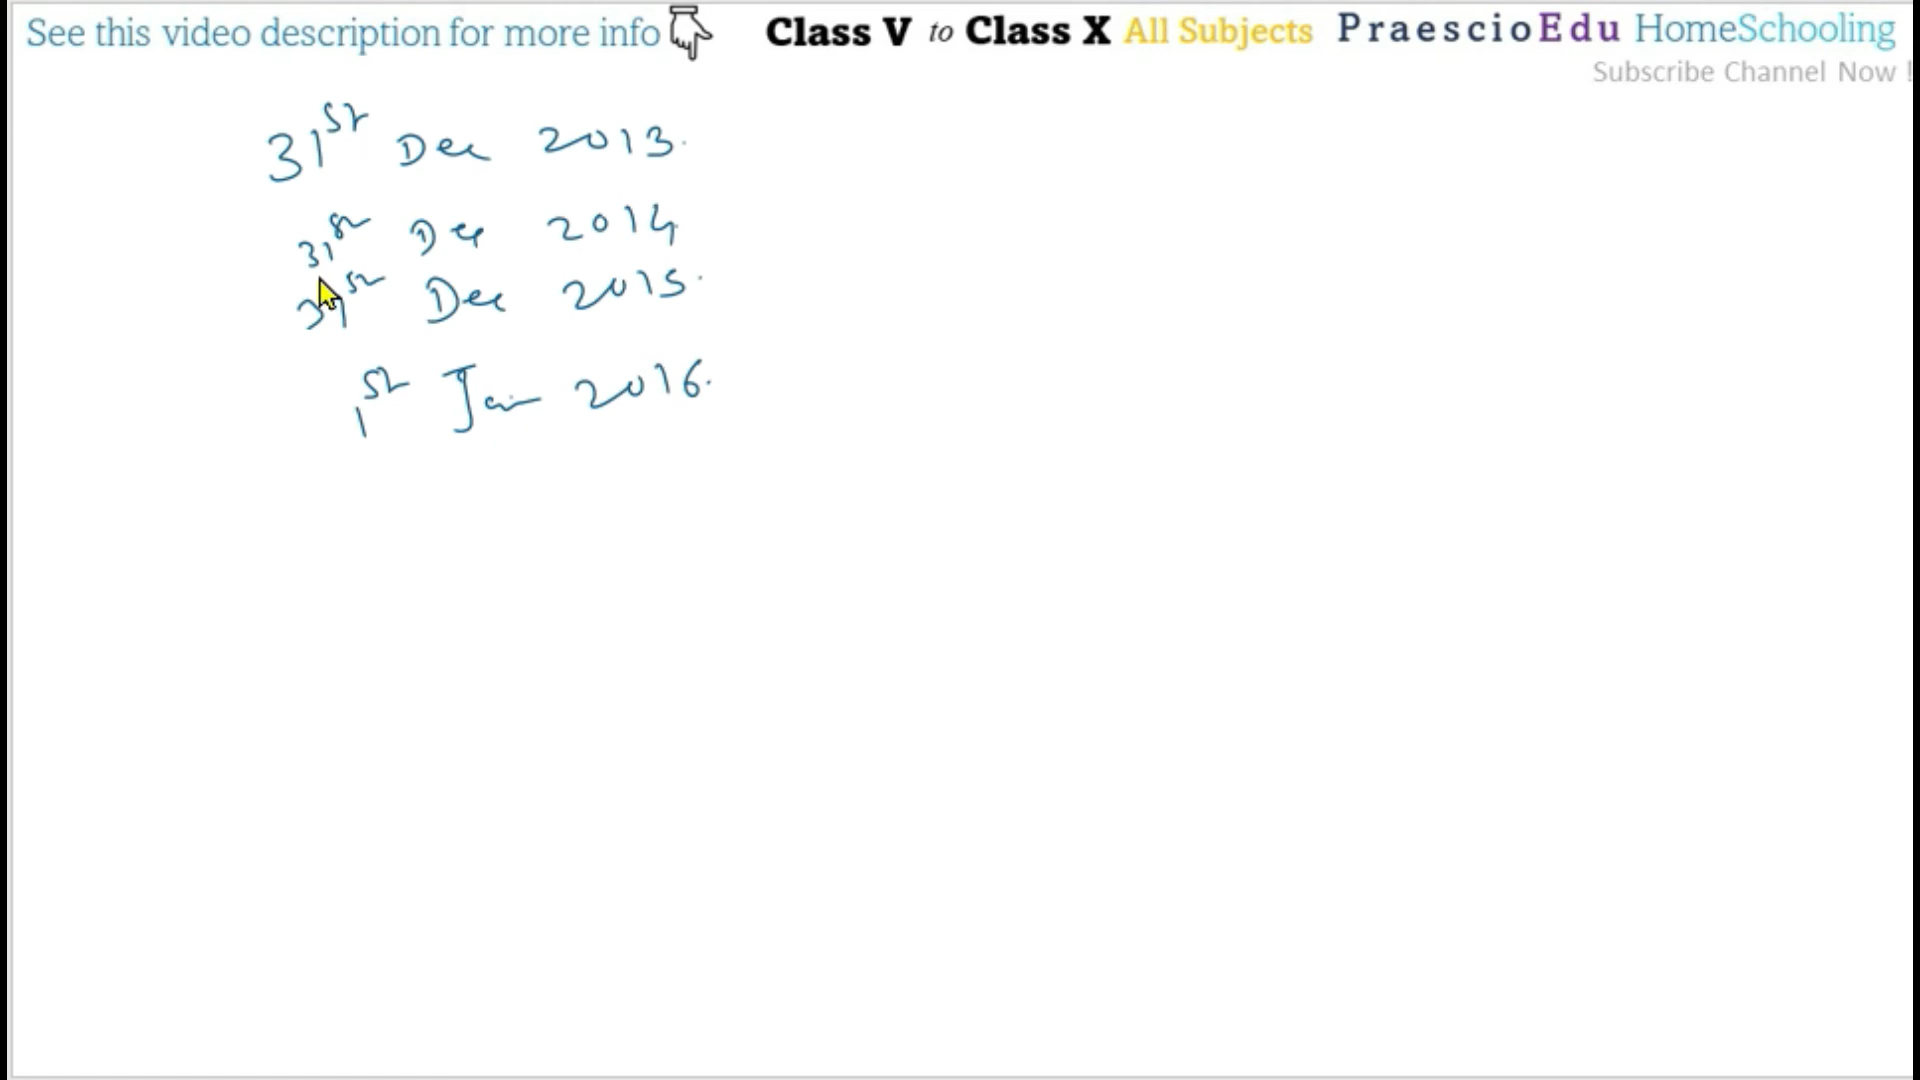 See this video description for more info Class V to Class X All Subjects PraescioEdu HomeSchooling
Subscribe Channel Now !
31st Dec 2013.
31st Dec 2014
31st Dec 2015.
1st Jan 2016.